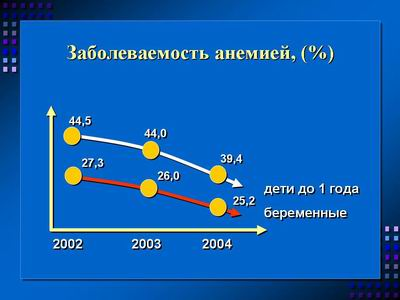 Заболеваемость анемией, (%)
44,5
44,0
39,4
27,3
26,0
25,2
дети до 1 года
беременные
2002 2003 2004